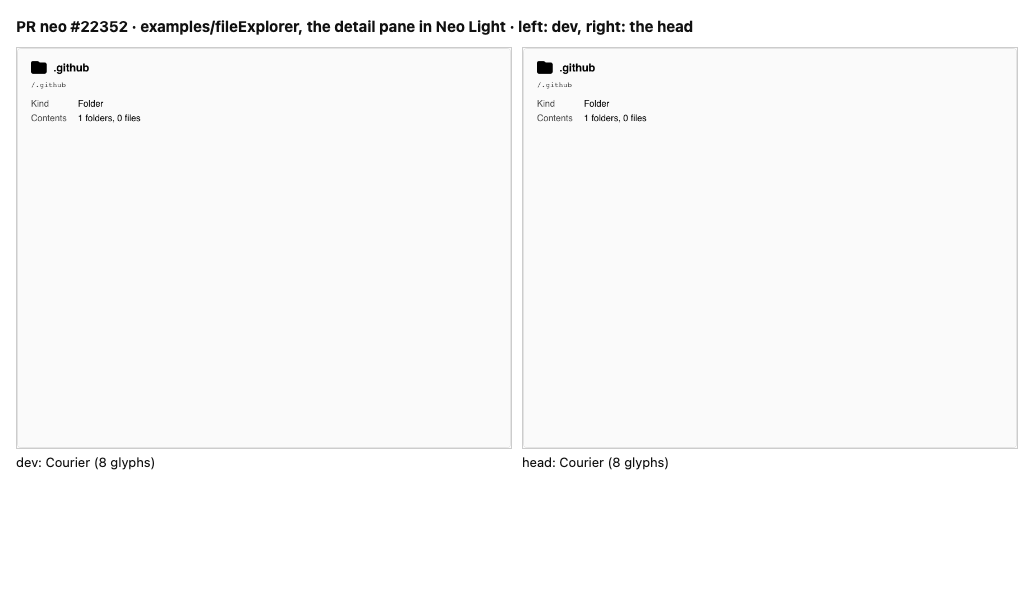 PR neo #22352 · examples/fileExplorer, the detail pane in Neo Light · left: dev, right: the head
.github
/.github
Kind Folder
Contents 1 folders, 0 files
.github
/.github
Kind Folder
Contents 1 folders, 0 files
dev: Courier (8 glyphs)
head: Courier (8 glyphs)